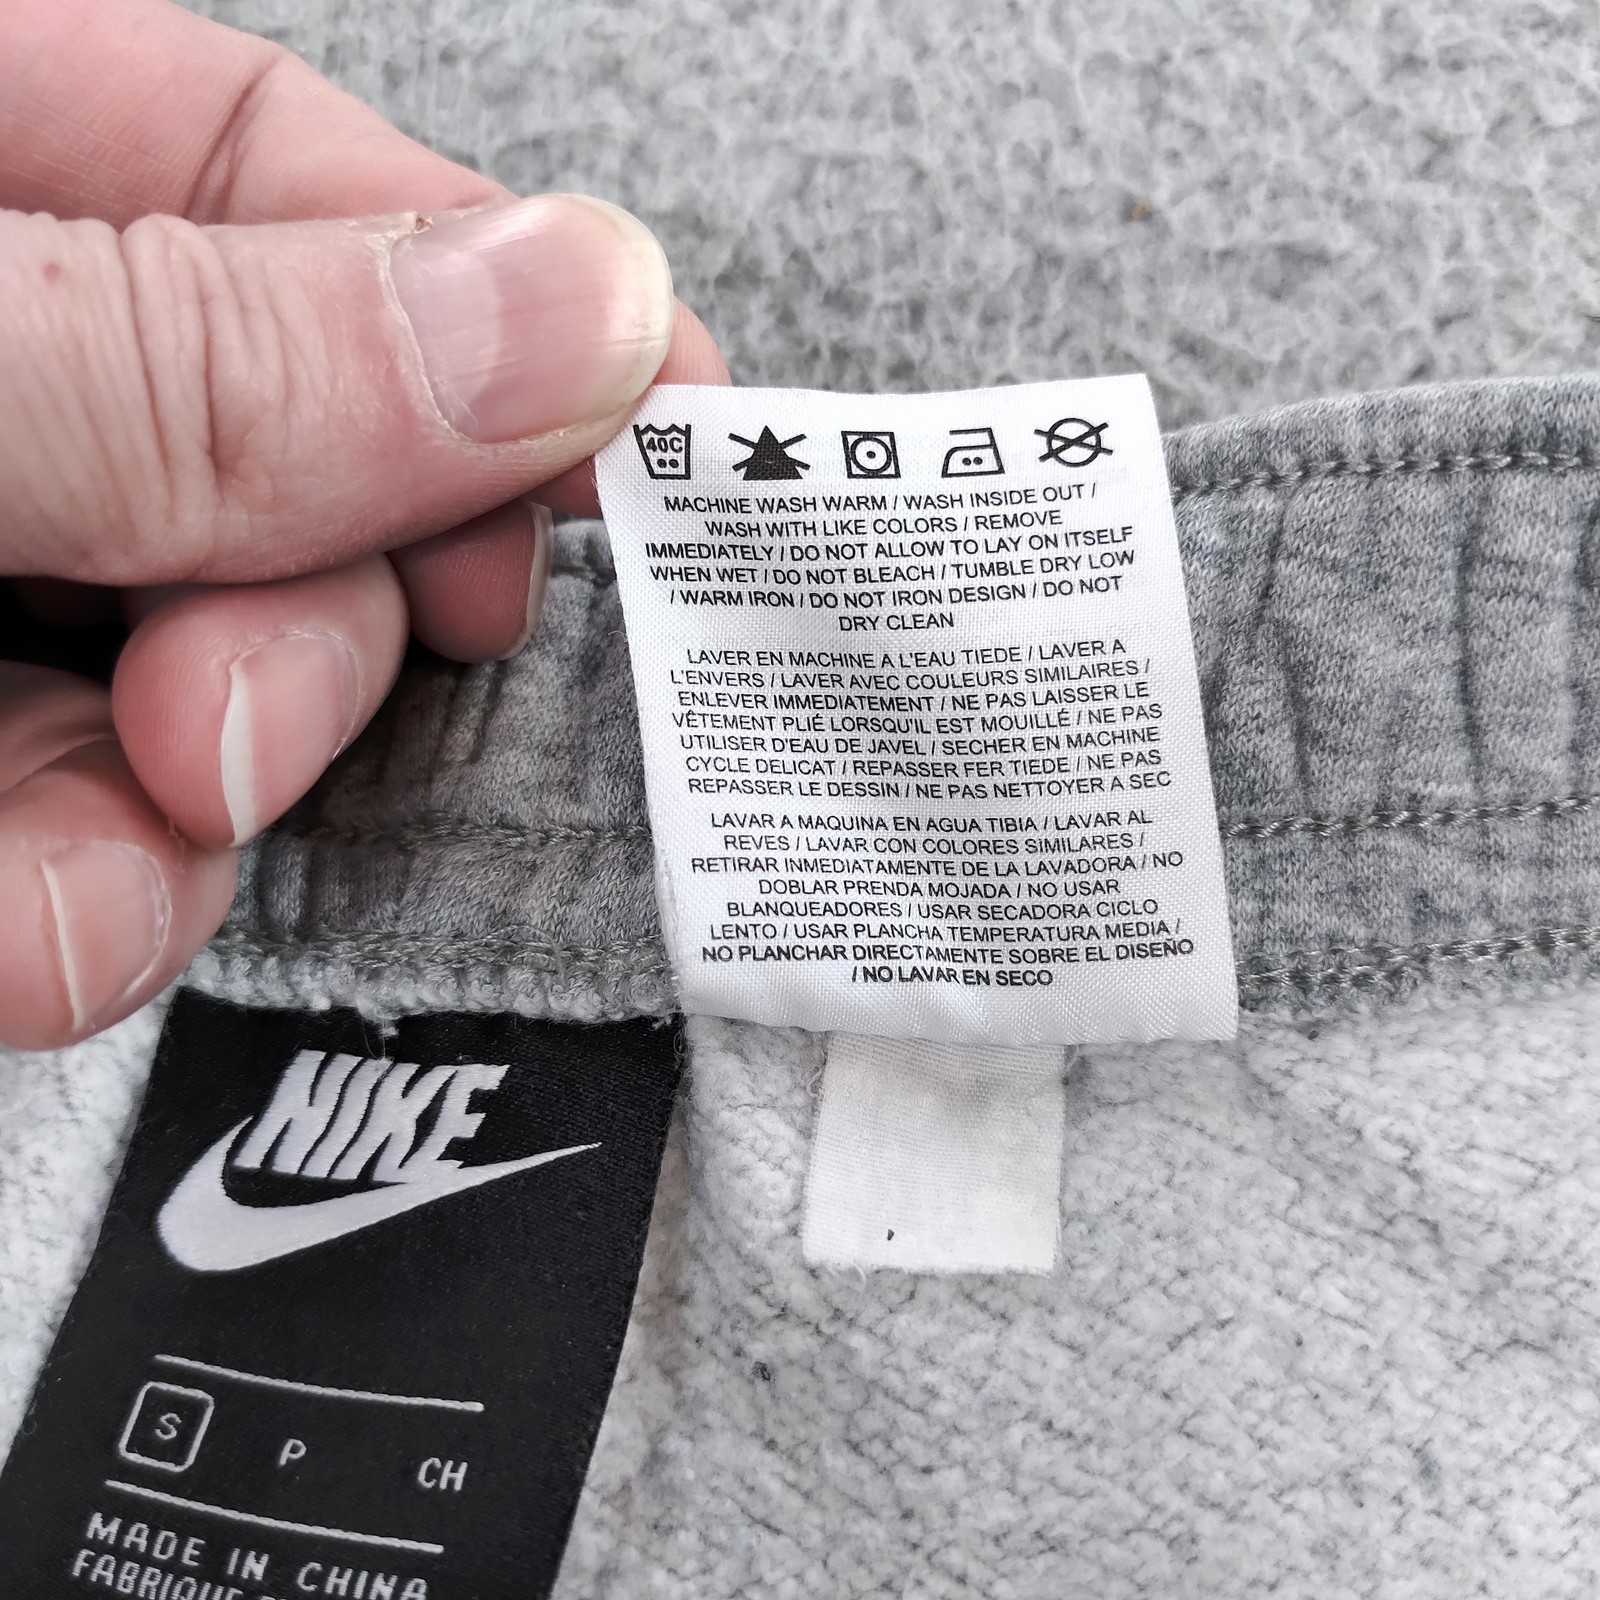 40C
MACHINE WASH WARM / WASH INSIDE OUT /
WASH WITH LIKE COLORS / REMOVE
IMMEDIATELY / DO NOT ALLOW TO LAY ON ITSELF
WHEN WET / DO NOT BLEACH / TUMBLE DRY LOW
/ WARM IRON / DO NOT IRON DESIGN / DO NOT
DRY CLEAN
LAVER EN MACHINE A L'EAU TIEDE / LAVER A
L'ENVERS / LAVER AVEC COULEURS SIMILAIRES /
ENLEVER IMMEDIATEMENT / NE PAS LAISSER LE
VÊTEMENT PLIÉ LORSQU'IL EST MOUILLÉ / NE PAS
UTILISER D'EAU DE JAVEL / SECHER EN MACHINE
CYCLE DELICAT / REPASSER FER TIEDE / NE PAS
REPASSER LE DESSIN / NE PAS NETTOYER A SEC
LAVAR A MAQUINA EN AGUA TIBIA / LAVAR AL
REVES / LAVAR CON COLORES SIMILARES /
RETIRAR INMEDIATAMENTE DE LA LAVADORA / NO
DOBLAR PRENDA MOJADA / NO USAR
BLANQUEADORES / USAR SECADORA CICLO
LENTO / USAR PLANCHA TEMPERATURA MEDIA /
NO PLANCHAR DIRECTAMENTE SOBRE EL DISEÑO
/ NO LAVAR EN SECO
NIKE
S P CH
MADE IN CHINA
FABRIQUE